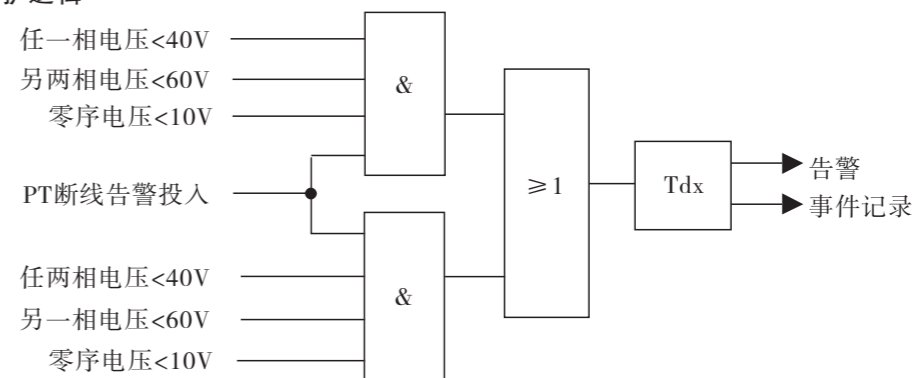 任一相电压<40V
另两相电压<60V
零序电压<10V
&
PT断线告警投入
≥1
Tdx
告警
事件记录
任两相电压<40V
另一相电压<60V
零序电压<10V
&